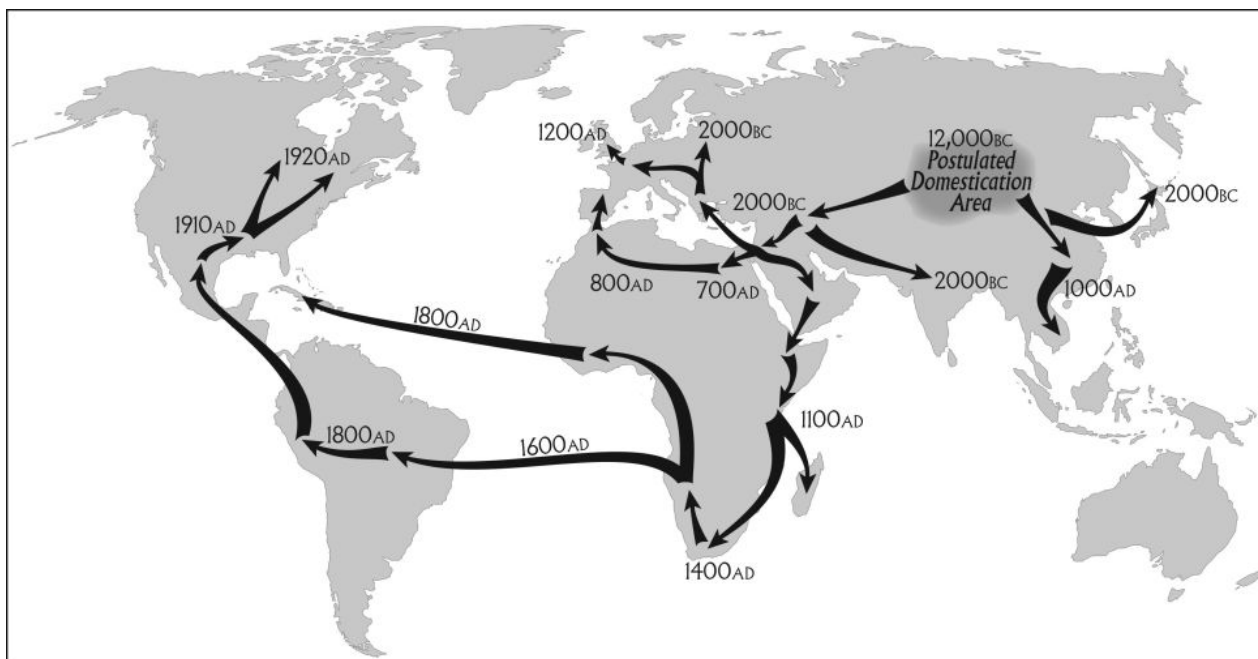 1200AD
2000BC
12,000BC
Postulated
Domestication
Area
1920AD
2000BC
2000BC
1910AD
800AD
700AD
2000BC
1000AD
1800AD
1100AD
1800AD
1600AD
1400AD